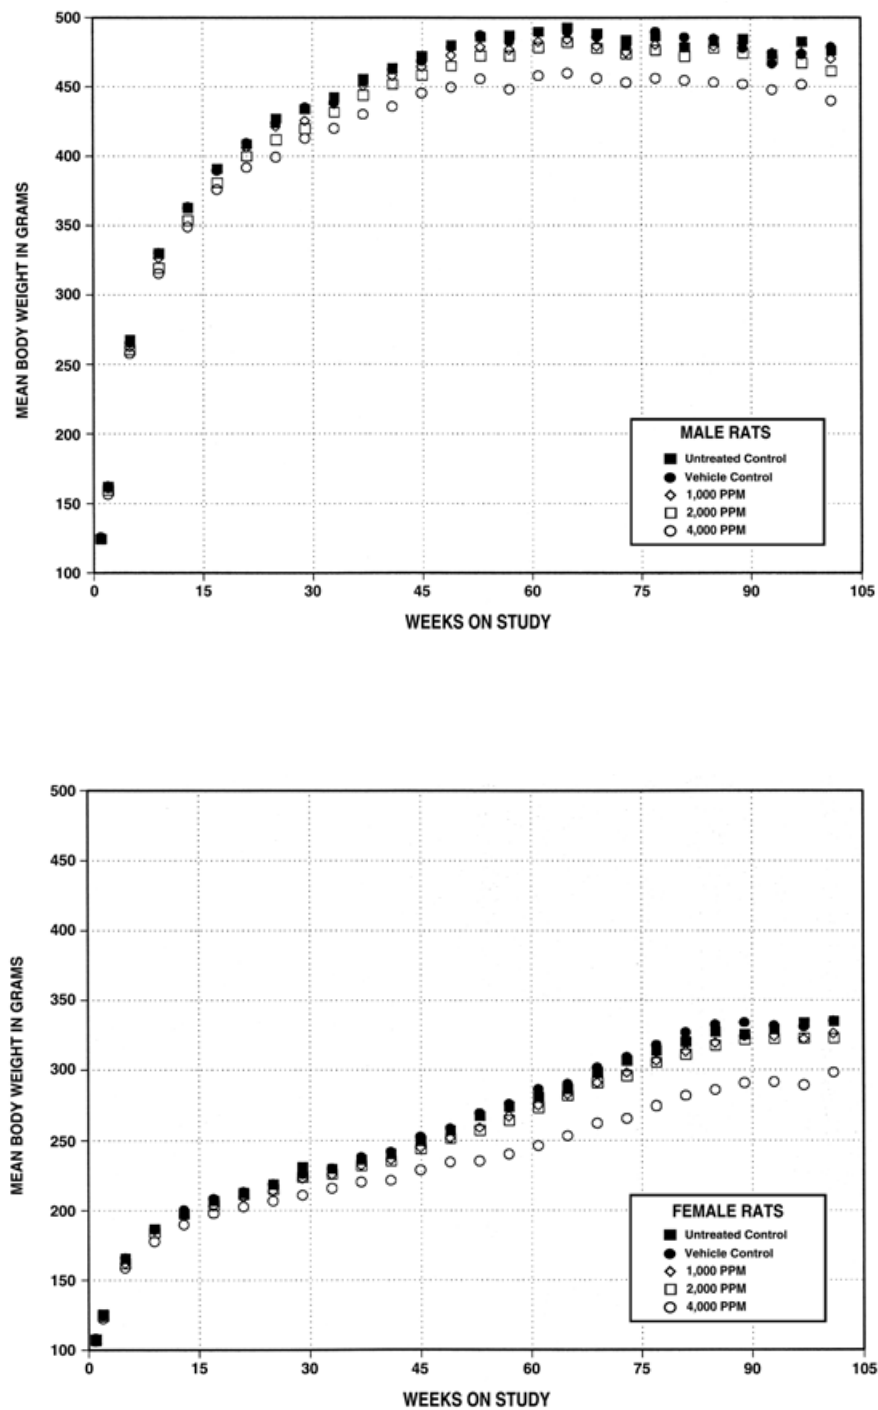 500
450
400
350
300
250
200
150
100
MEAN BODY WEIGHT IN GRAMS
MALE RATS
Untreated Control
Vehicle Control
1,000 PPM
2,000 PPM
4,000 PPM
0 15 30 45 60 75 90 105
WEEKS ON STUDY
500
450
400
350
300
250
200
150
100
MEAN BODY WEIGHT IN GRAMS
FEMALE RATS
Untreated Control
Vehicle Control
1,000 PPM
2,000 PPM
4,000 PPM
0 15 30 45 60 75 90 105
WEEKS ON STUDY